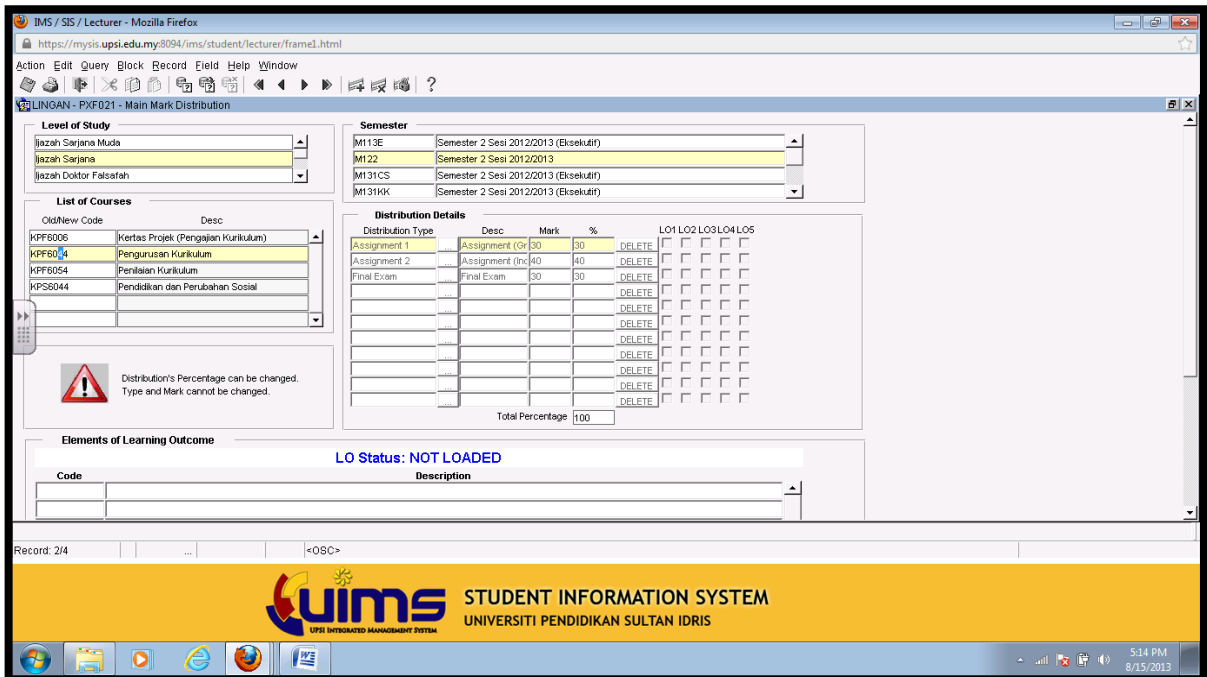 IMS / SIS / Lecturer - Mozilla Firefox
https://mysis.upsi.edu.my:8094/ims/student/lecturer/frame1.html
Action Edit Query Block Record Field Help Window
LINGAN - PXF021 - Main Mark Distribution
Level of Study
Ijazah Sarjana Muda
Ijazah Sarjana
Ijazah Doktor Falsafah
Semester
M113E Semester 2 Sesi 2012/2013 (Eksekutif)
M122 Semester 2 Sesi 2012/2013
M131CS Semester 2 Sesi 2012/2013 (Eksekutif)
M131KK Semester 2 Sesi 2012/2013 (Eksekutif)
List of Courses
Old/New Code Desc
KPF6006 Kertas Projek (Pengajian Kurikulum)
KPF6044 Pengurusan Kurikulum
KPF6054 Penilaian Kurikulum
KPS6044 Pendidikan dan Perubahan Sosial
Distribution Details
Distribution Type Desc Mark % LO1 LO2 LO3 LO4 LO5
Assignment 1 ... Assignment (Gr 30 30 DELETE
Assignment 2 ... Assignment (Inc 40 40 DELETE
Final Exam ... Final Exam 30 30 DELETE
... DELETE
... DELETE
... DELETE
... DELETE
... DELETE
... DELETE
... DELETE
... DELETE
Total Percentage 100
Distribution's Percentage can be changed.
Type and Mark cannot be changed.
Elements of Learning Outcome
LO Status: NOT LOADED
Code Description
Record: 2/4 ... <OSC>
uims
UPSI INTEGRATED MANAGEMENT SYSTEM
STUDENT INFORMATION SYSTEM
UNIVERSITI PENDIDIKAN SULTAN IDRIS
5:14 PM
8/15/2013